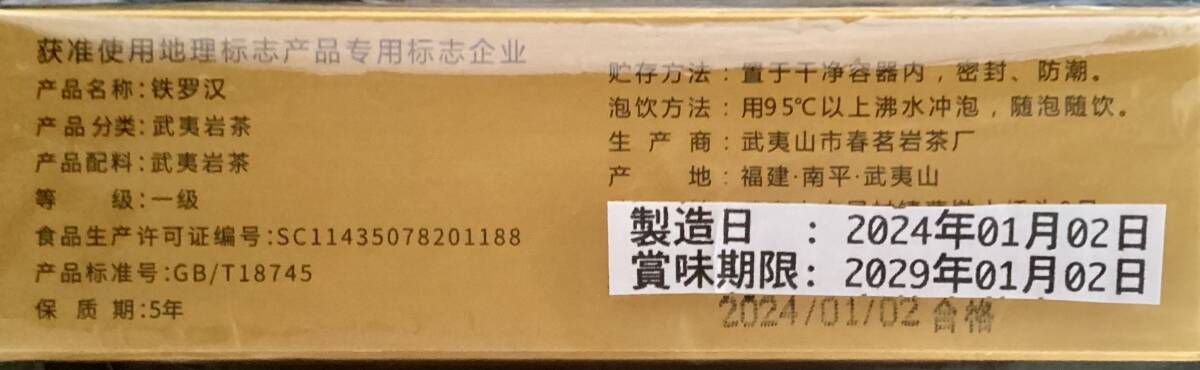 获准使用地理标志产品专用标志企业
产品名称:铁罗汉
产品分类:武夷岩茶
产品配料:武夷岩茶
等 级:一级
食品生产许可证编号:SC11435078201188
产品标准号:GB/T18745
保 质 期:5年
贮存方法:置于干净容器内，密封、防潮。
泡饮方法:用95℃以上沸水冲泡，随泡随饮。
生 产 商:武夷山市春茗岩茶厂
产 地:福建·南平·武夷山
製造日 : 2024年01月02日
賞味期限: 2029年01月02日
2024/01/02 合格